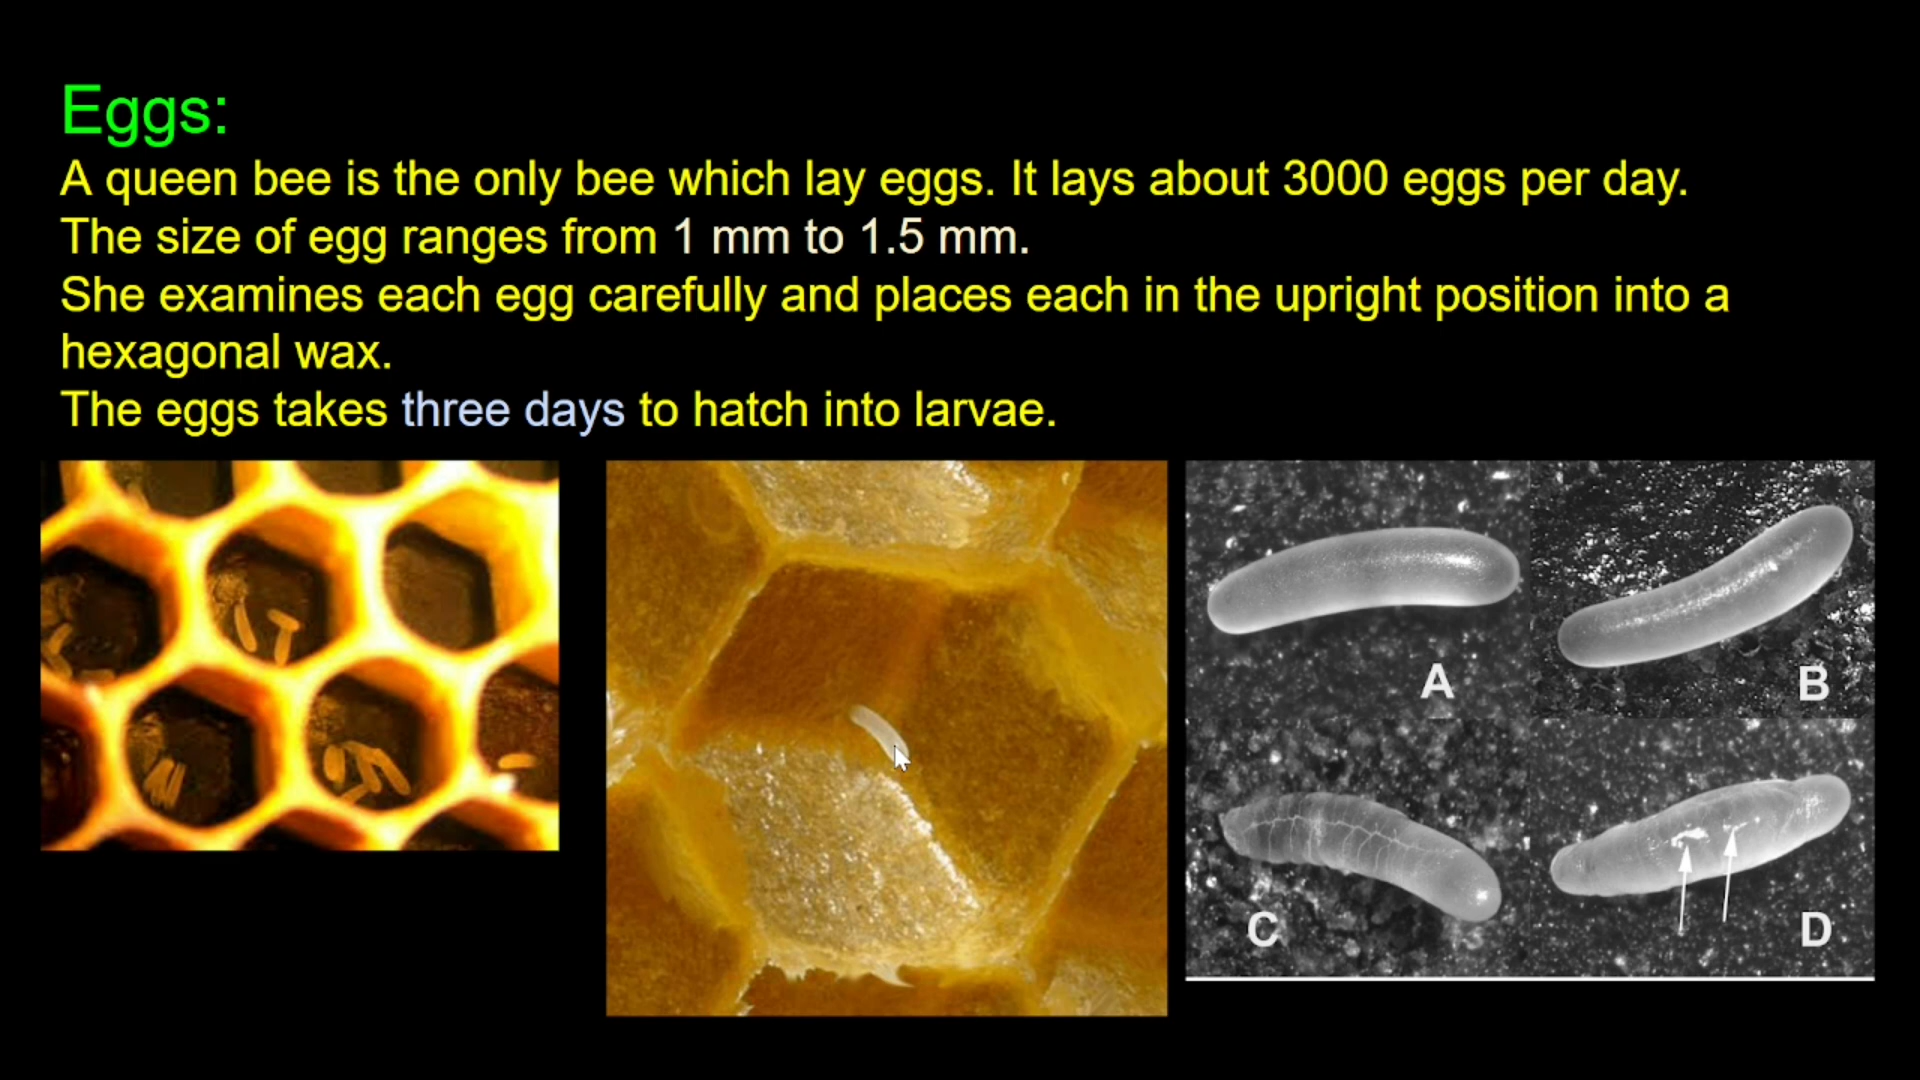 Eggs:
A queen bee is the only bee which lay eggs. It lays about 3000 eggs per day.
The size of egg ranges from 1 mm to 1.5 mm.
She examines each egg carefully and places each in the upright position into a
hexagonal wax.
The eggs takes three days to hatch into larvae.
A
B
C
D